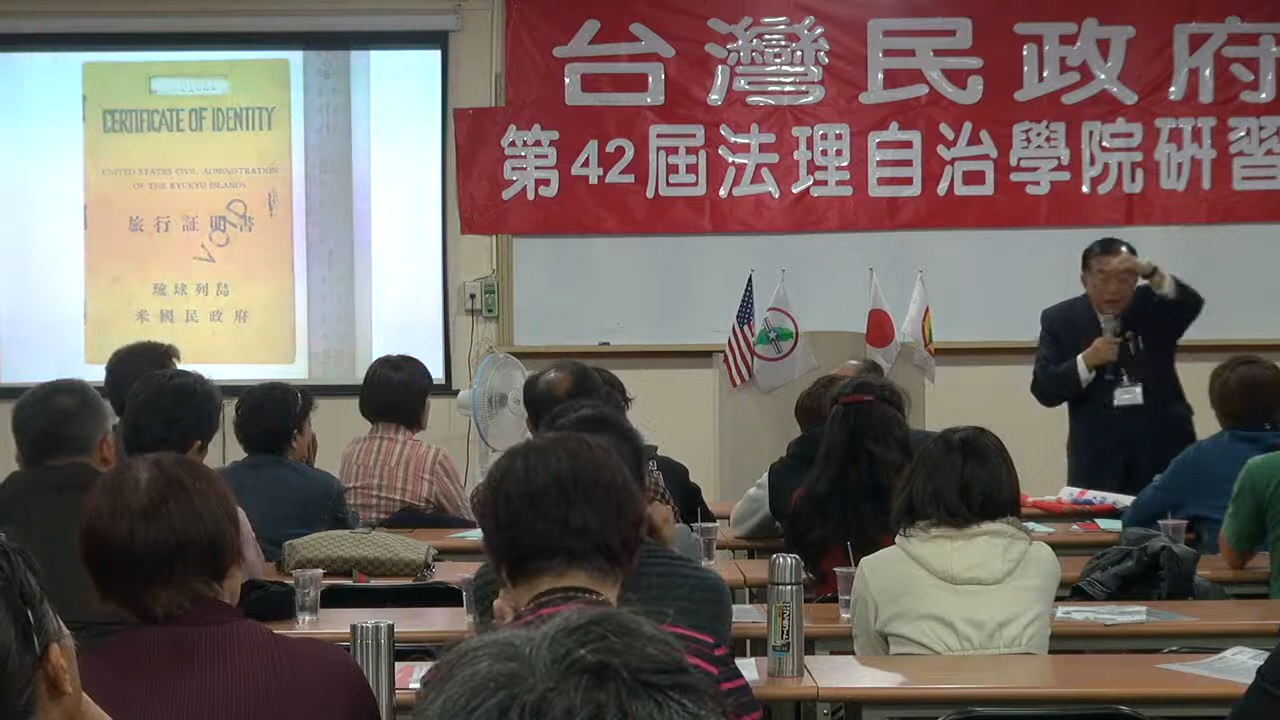 台灣民政府
第42屆法理自治學院研習
CERTIFICATE OF IDENTITY
UNITED STATES CIVIL ADMINISTRATION
OF THE RYUKYU ISLANDS
旅行証明書
VOID
琉球列島
米國民政府